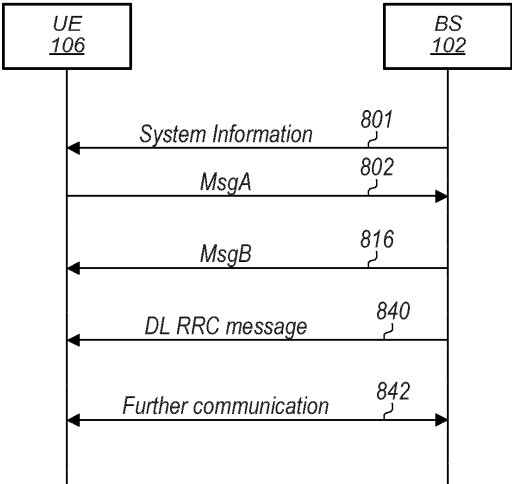 UE
106
BS
102
801
System Information
802
MsgA
816
MsgB
840
DL RRC message
842
Further communication